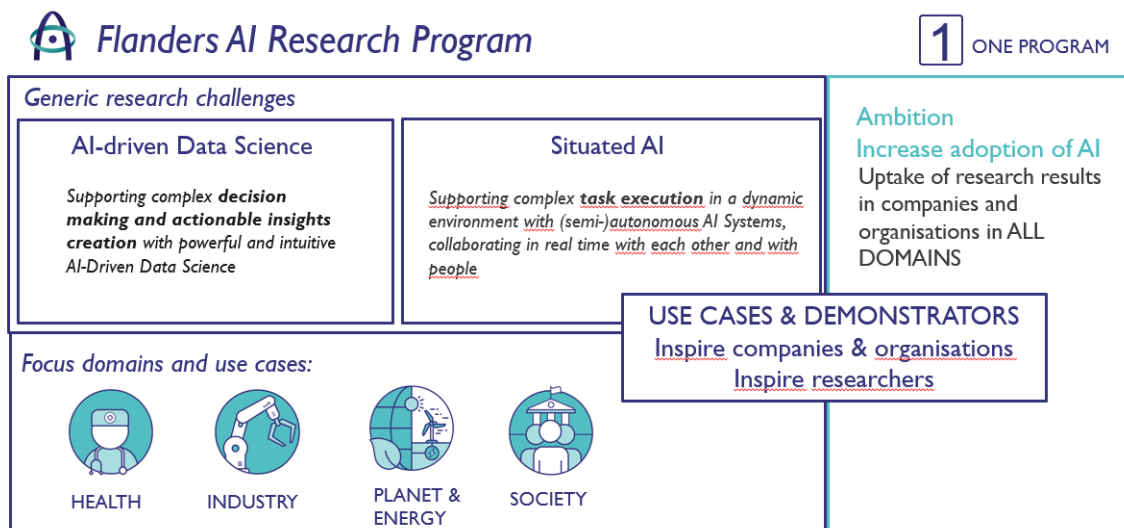 Flanders AI Research Program
1 ONE PROGRAM
Generic research challenges
AI-driven Data Science
Supporting complex decision
making and actionable insights
creation with powerful and intuitive
AI-Driven Data Science
Situated AI
Supporting complex task execution in a dynamic
environment with (semi-)autonomous AI Systems,
collaborating in real time with each other and with
people
Ambition
Increase adoption of AI
Uptake of research results
in companies and
organisations in ALL
DOMAINS
USE CASES & DEMONSTRATORS
Inspire companies & organisations
Inspire researchers
Focus domains and use cases:
HEALTH
INDUSTRY
PLANET &
ENERGY
SOCIETY